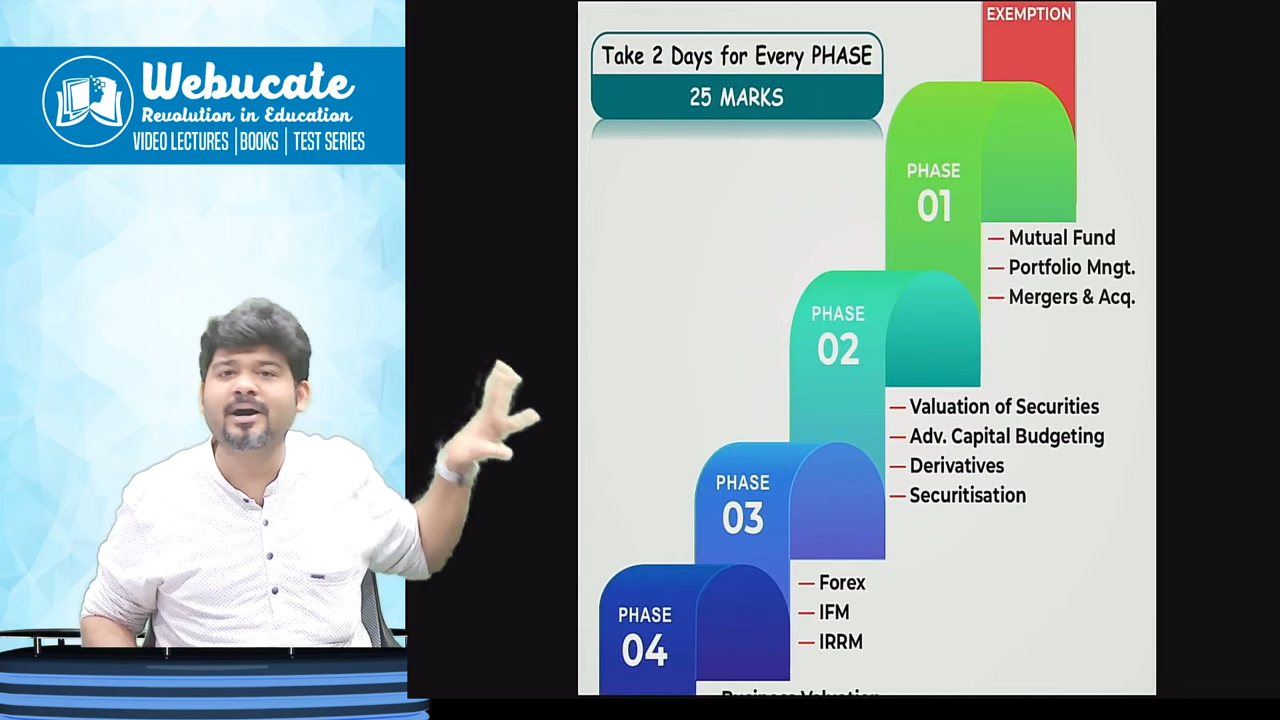 Webucate
Revolution in Education
VIDEO LECTURES | BOOKS | TEST SERIES
EXEMPTION
Take 2 Days for Every PHASE
25 MARKS
PHASE
01
Mutual Fund
Portfolio Mngt.
Mergers & Acq.
PHASE
02
Valuation of Securities
Adv. Capital Budgeting
Derivatives
Securitisation
PHASE
03
Forex
IFM
IRRM
PHASE
04
Business Valuation